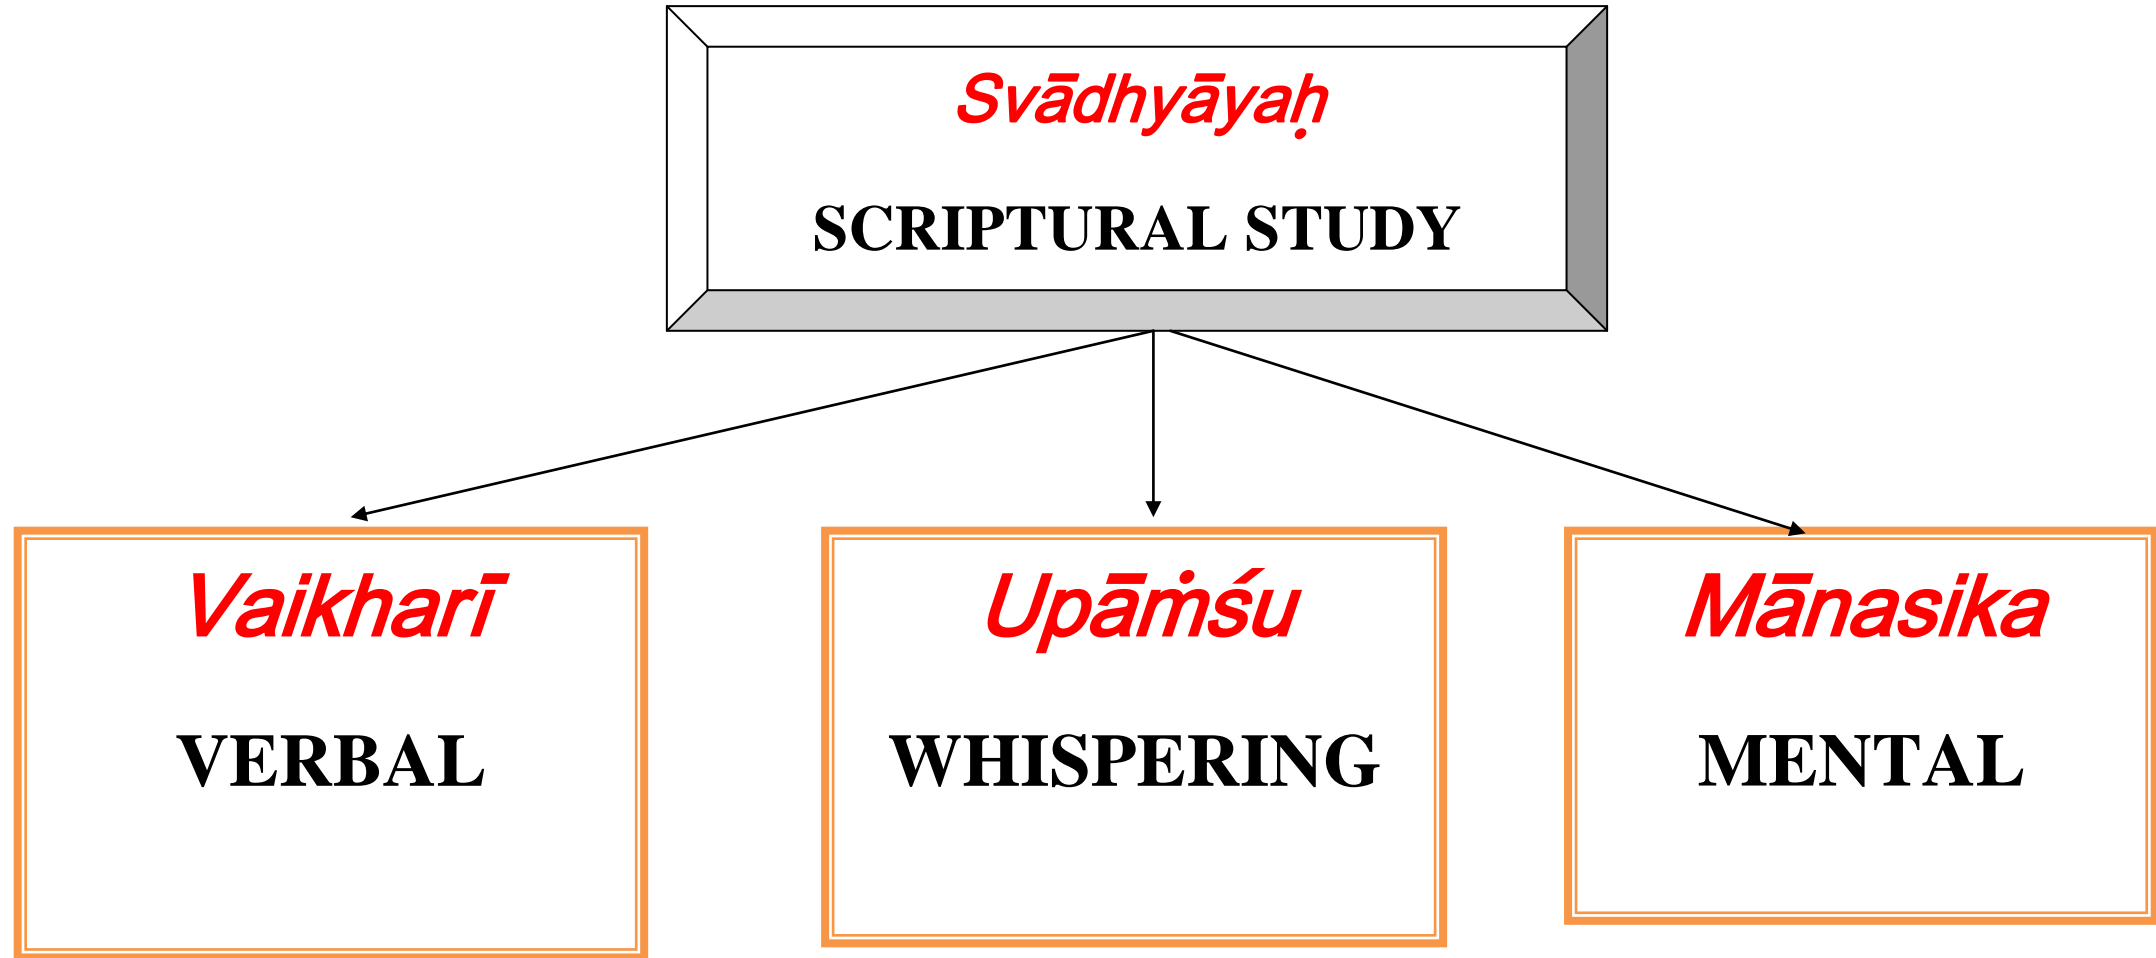 Svādhyāyaḥ
SCRIPTURAL STUDY
Vaikharī
VERBAL
Upāṁśu
WHISPERING
Mānasika
MENTAL